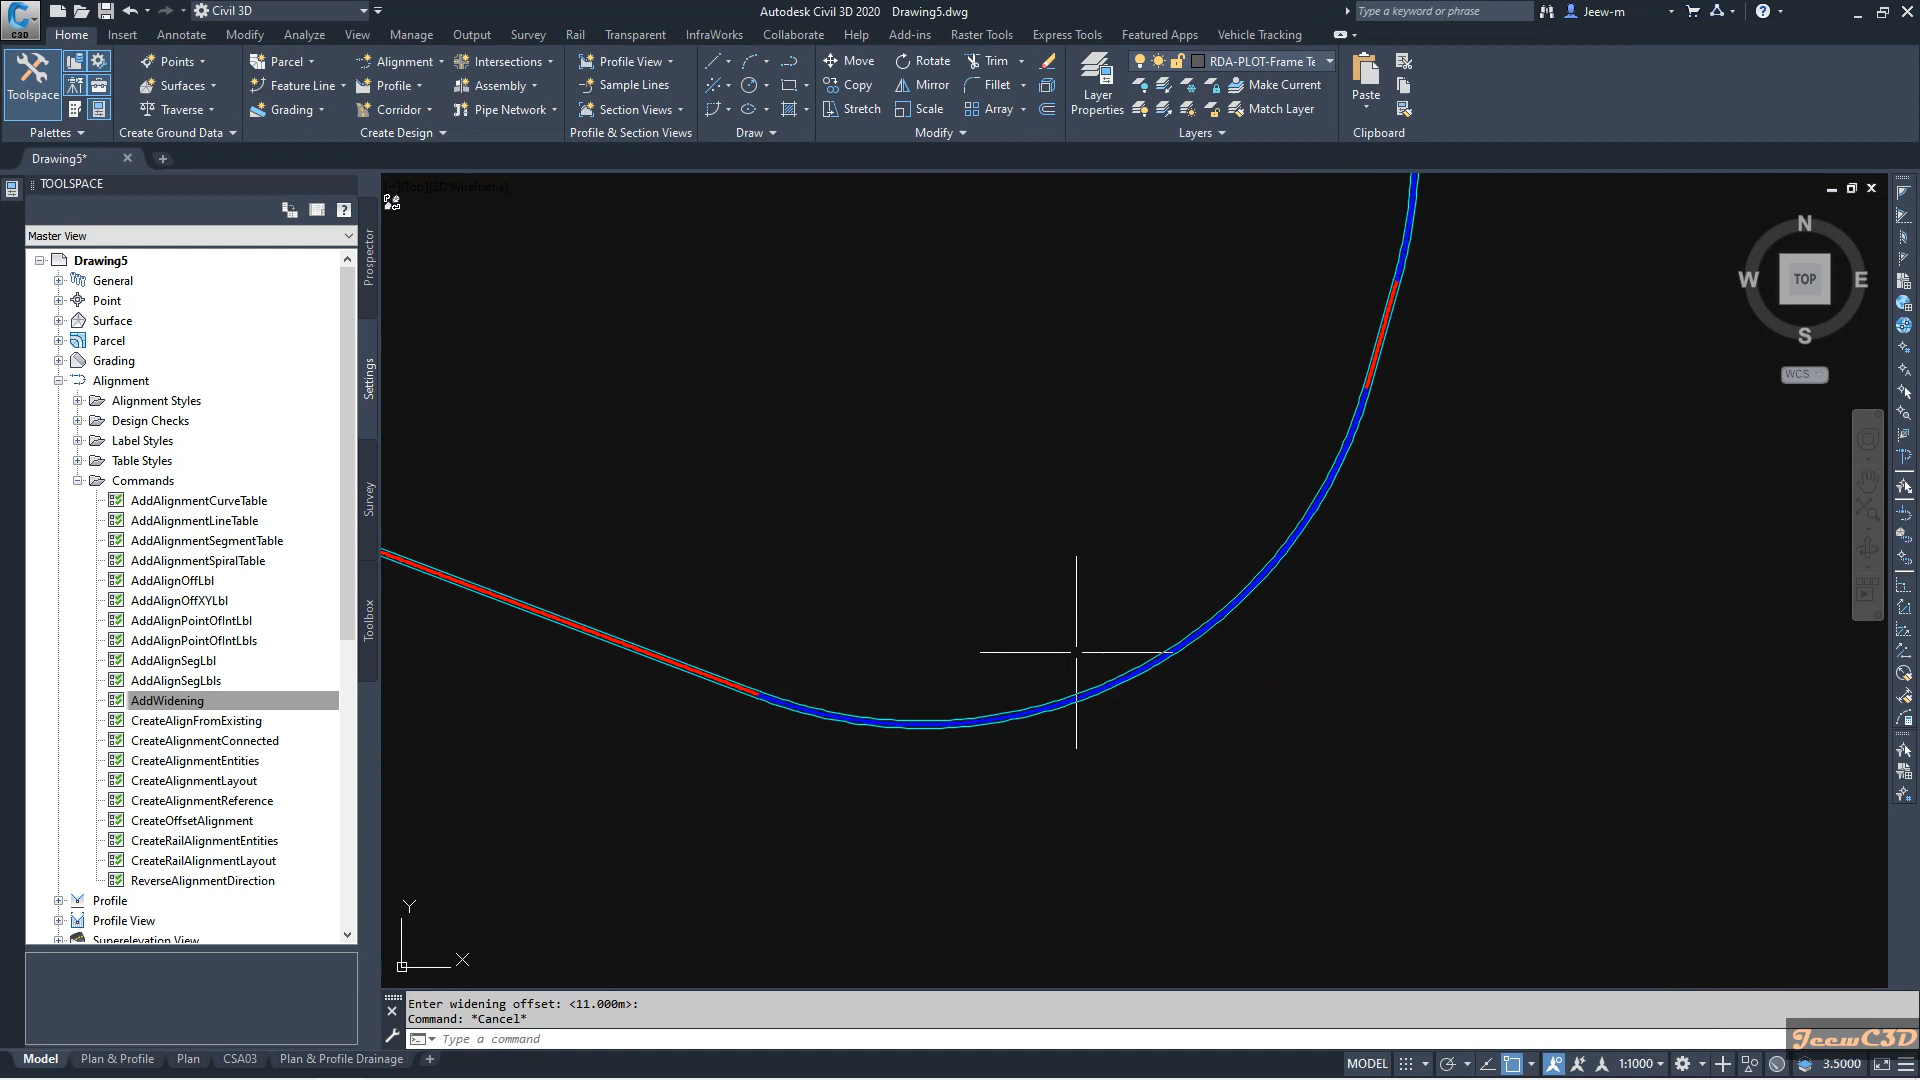 Civil 3D
Autodesk Civil 3D 2020 Drawing5.dwg
Type a keyword or phrase
Jeew-m
C3D
Home Insert Annotate Modify Analyze View Manage Output Survey Rail Transparent InfraWorks Collaborate Help Add-ins Raster Tools Express Tools Featured Apps Vehicle Tracking
Toolspace
Points
Surfaces
Traverse
Parcel
Feature Line
Grading
Alignment
Profile
Corridor
Intersections
Assembly
Pipe Network
Profile View
Sample Lines
Section Views
Move Rotate Trim
Copy Mirror Fillet
Stretch Scale Array
Layer
Properties
RDA-PLOT-Frame Te
Make Current
Match Layer
Paste
Palettes Create Ground Data Create Design Profile & Section Views Draw Modify Layers Clipboard
Drawing5*
TOOLSPACE
Master View
Drawing5
General
Point
Surface
Parcel
Grading
Alignment
Alignment Styles
Design Checks
Label Styles
Table Styles
Commands
AddAlignmentCurveTable
AddAlignmentLineTable
AddAlignmentSegmentTable
AddAlignmentSpiralTable
AddAlignOffLbl
AddAlignOffXYLbl
AddAlignPointOfIntLbl
AddAlignPointOfIntLbls
AddAlignSegLbl
AddAlignSegLbls
AddWidening
CreateAlignFromExisting
CreateAlignmentConnected
CreateAlignmentEntities
CreateAlignmentLayout
CreateAlignmentReference
CreateOffsetAlignment
CreateRailAlignmentEntities
CreateRailAlignmentLayout
ReverseAlignmentDirection
Profile
Profile View
Superelevation View
Prospector
Settings
Survey
Toolbox
[−][Top][2D Wireframe]
N
W TOP E
S
WCS
Y
X
Enter widening offset: <11.000m>:
Command: *Cancel*
Type a command
JeewC3D
Model Plan & Profile Plan CSA03 Plan & Profile Drainage
MODEL 1:1000 3.5000